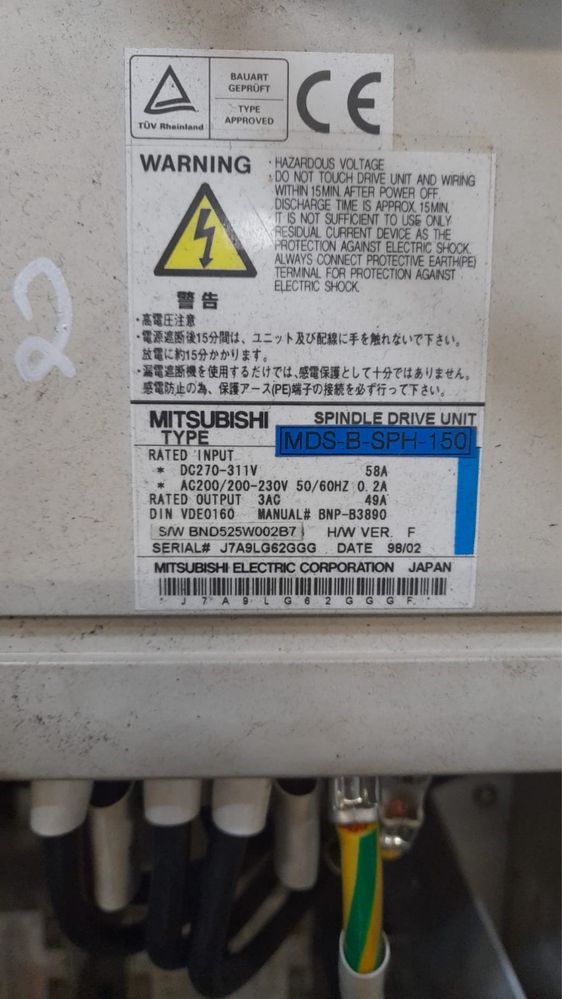 BAUART
GEPRÜFT
TÜV Rheinland
TYPE
APPROVED
CE
WARNING
・HAZARDOUS VOLTAGE
DO NOT TOUCH DRIVE UNIT AND WIRING
WITHIN 15MIN. AFTER POWER OFF.
DISCHARGE TIME IS APPROX. 15MIN.
IT IS NOT SUFFICIENT TO USE ONLY
RESIDUAL CURRENT DEVICE AS THE
PROTECTION AGAINST ELECTRIC SHOCK.
ALWAYS CONNECT PROTECTIVE EARTH(PE)
TERMINAL FOR PROTECTION AGAINST
ELECTRIC SHOCK.
警告
・高電圧注意
・電源遮断後15分間は、ユニット及び配線に手を触れないで下さい。
放電に約15分かかります。
・漏電遮断機を使用するだけでは、感電保護として十分ではありません。
感電防止の為、保護アース(PE)端子の接続を必ず行って下さい。
MITSUBISHI SPINDLE DRIVE UNIT
TYPE MDS-B-SPH-150
RATED INPUT
* DC270-311V 58A
* AC200/200-230V 50/60HZ 0.2A
RATED OUTPUT 3AC 49A
DIN VDE0160 MANUAL# BNP-B3890
S/W BND525W002B7 H/W VER. F
SERIAL# J7A9LG62GGG DATE 98/02
MITSUBISHI ELECTRIC CORPORATION JAPAN
* J 7 A 9 L G 6 2 G G G F *
2